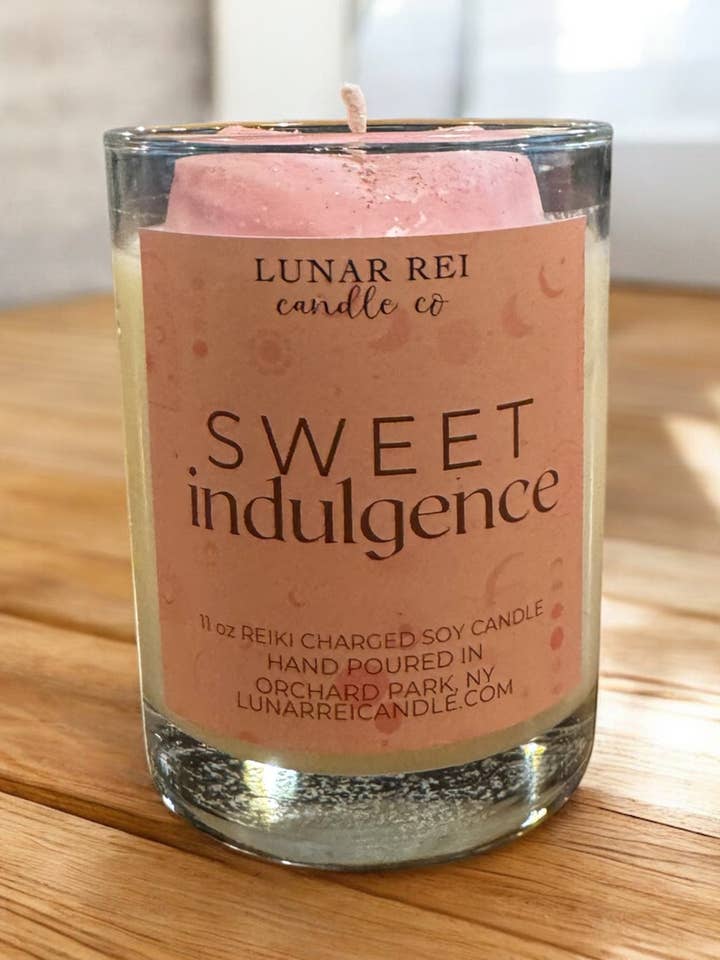 LUNAR REI
candle co
SWEET
indulgence
11 oz REIKI CHARGED SOY CANDLE
HAND POURED IN
ORCHARD PARK, NY
LUNARREICANDLE.COM